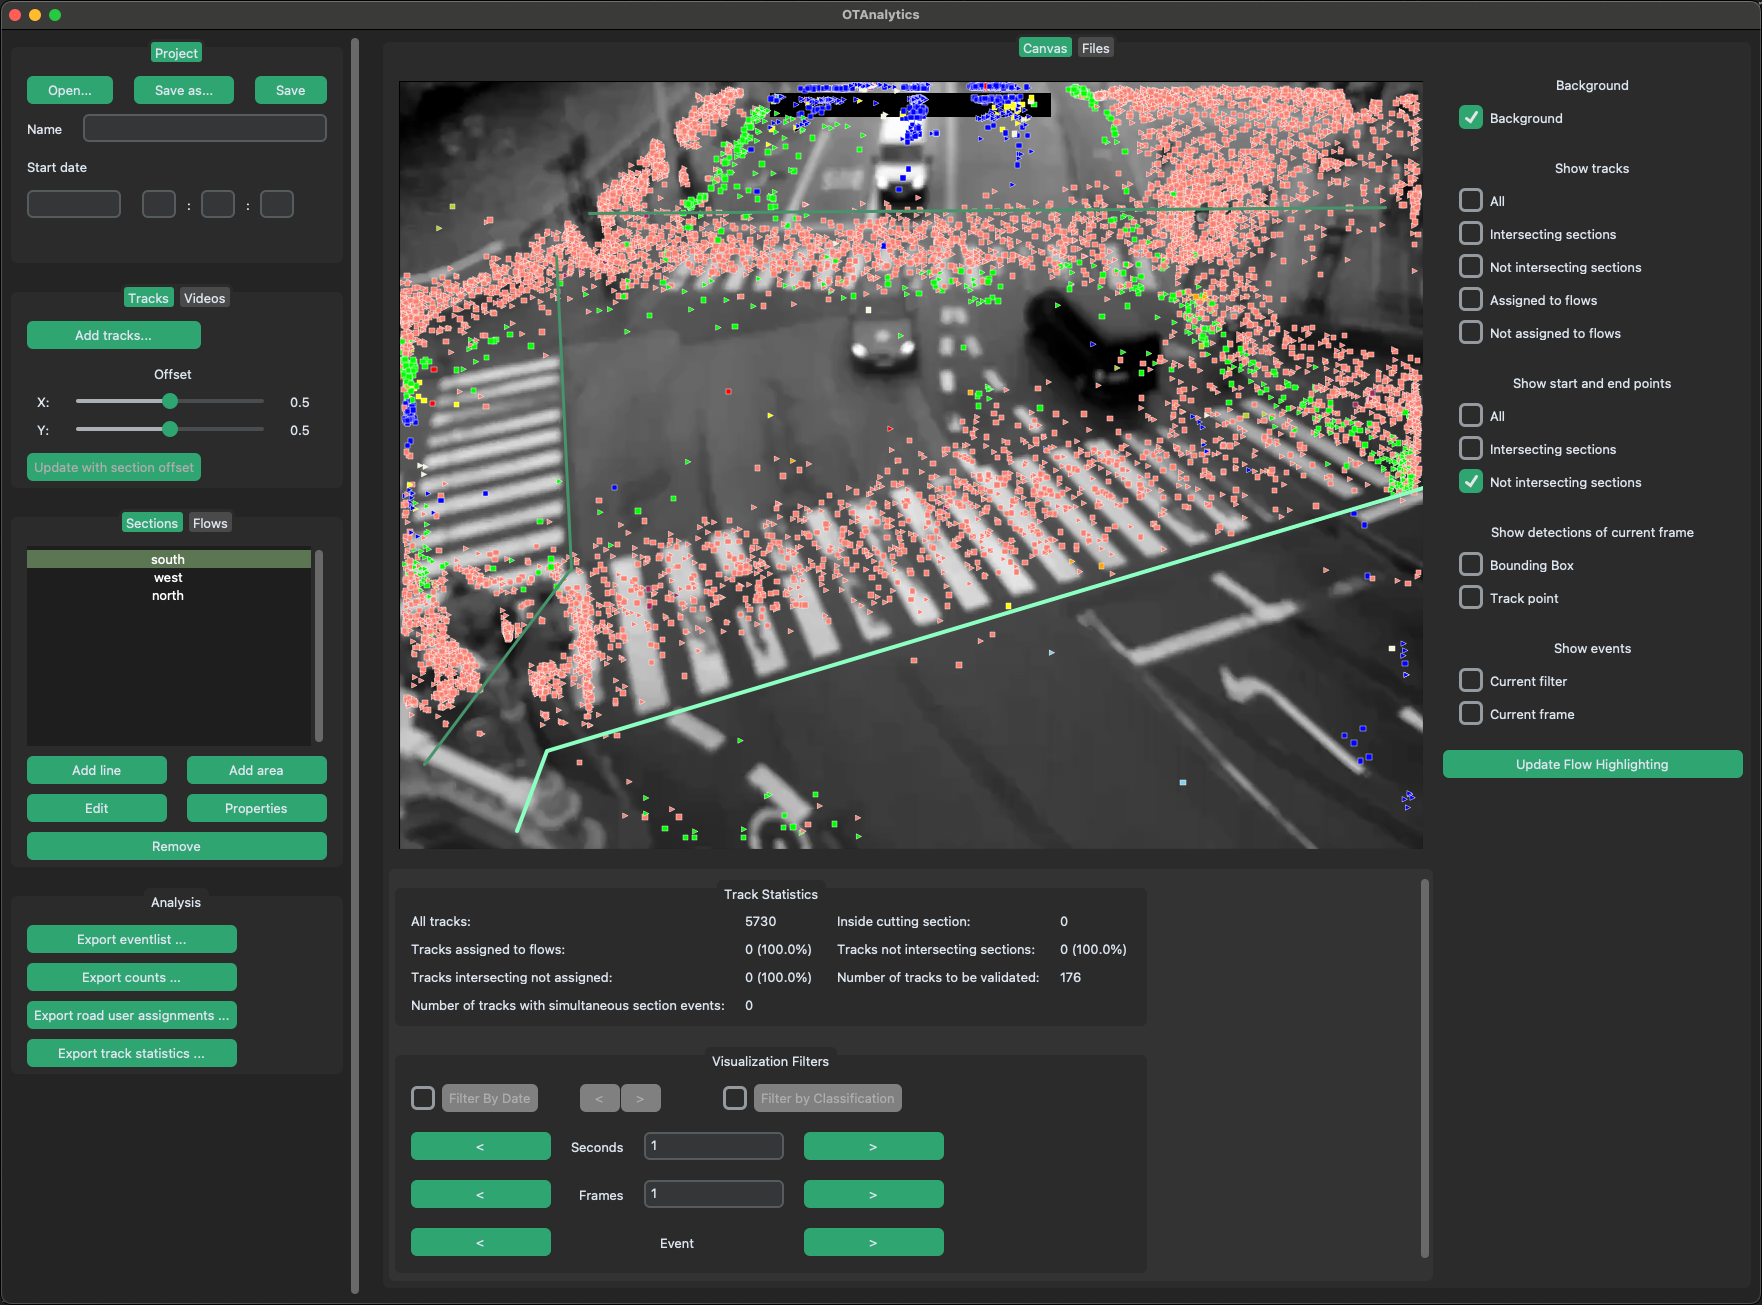 OTAnalytics
Project
Open...
Save as...
Save
Name
Start date
:
:
Tracks
Videos
Add tracks...
Offset
X:
0.5
Y:
0.5
Update with section offset
Sections
Flows
south
west
north
Add line
Add area
Edit
Properties
Remove
Analysis
Export eventlist ...
Export counts ...
Export road user assignments ...
Export track statistics ...
Canvas
Files
Track Statistics
All tracks:
5730
Inside cutting section:
0
Tracks assigned to flows:
0 (100.0%)
Tracks not intersecting sections:
0 (100.0%)
Tracks intersecting not assigned:
0 (100.0%)
Number of tracks to be validated:
176
Number of tracks with simultaneous section events:
0
Visualization Filters
Filter By Date
<
>
Filter by Classification
<
Seconds
1
>
<
Frames
1
>
<
Event
>
Background
Background
Show tracks
All
Intersecting sections
Not intersecting sections
Assigned to flows
Not assigned to flows
Show start and end points
All
Intersecting sections
Not intersecting sections
Show detections of current frame
Bounding Box
Track point
Show events
Current filter
Current frame
Update Flow Highlighting